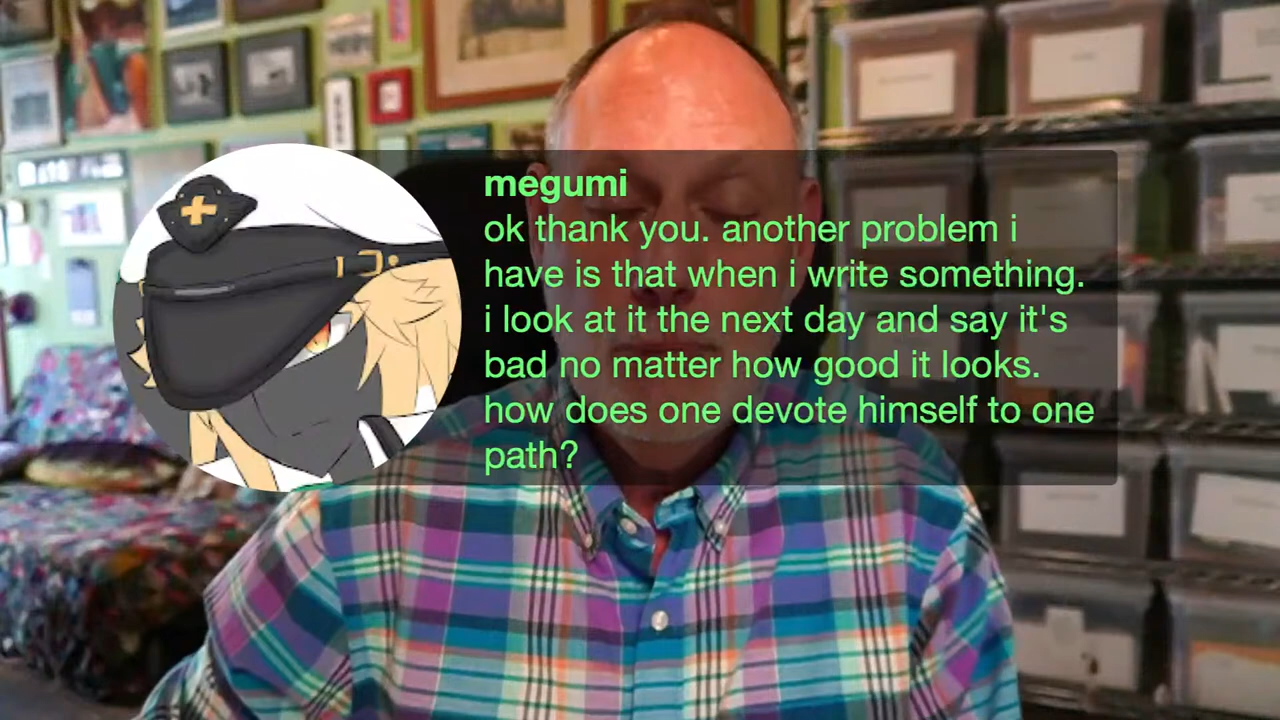 megumi
ok thank you. another problem i
have is that when i write something.
i look at it the next day and say it's
bad no matter how good it looks.
how does one devote himself to one
path?